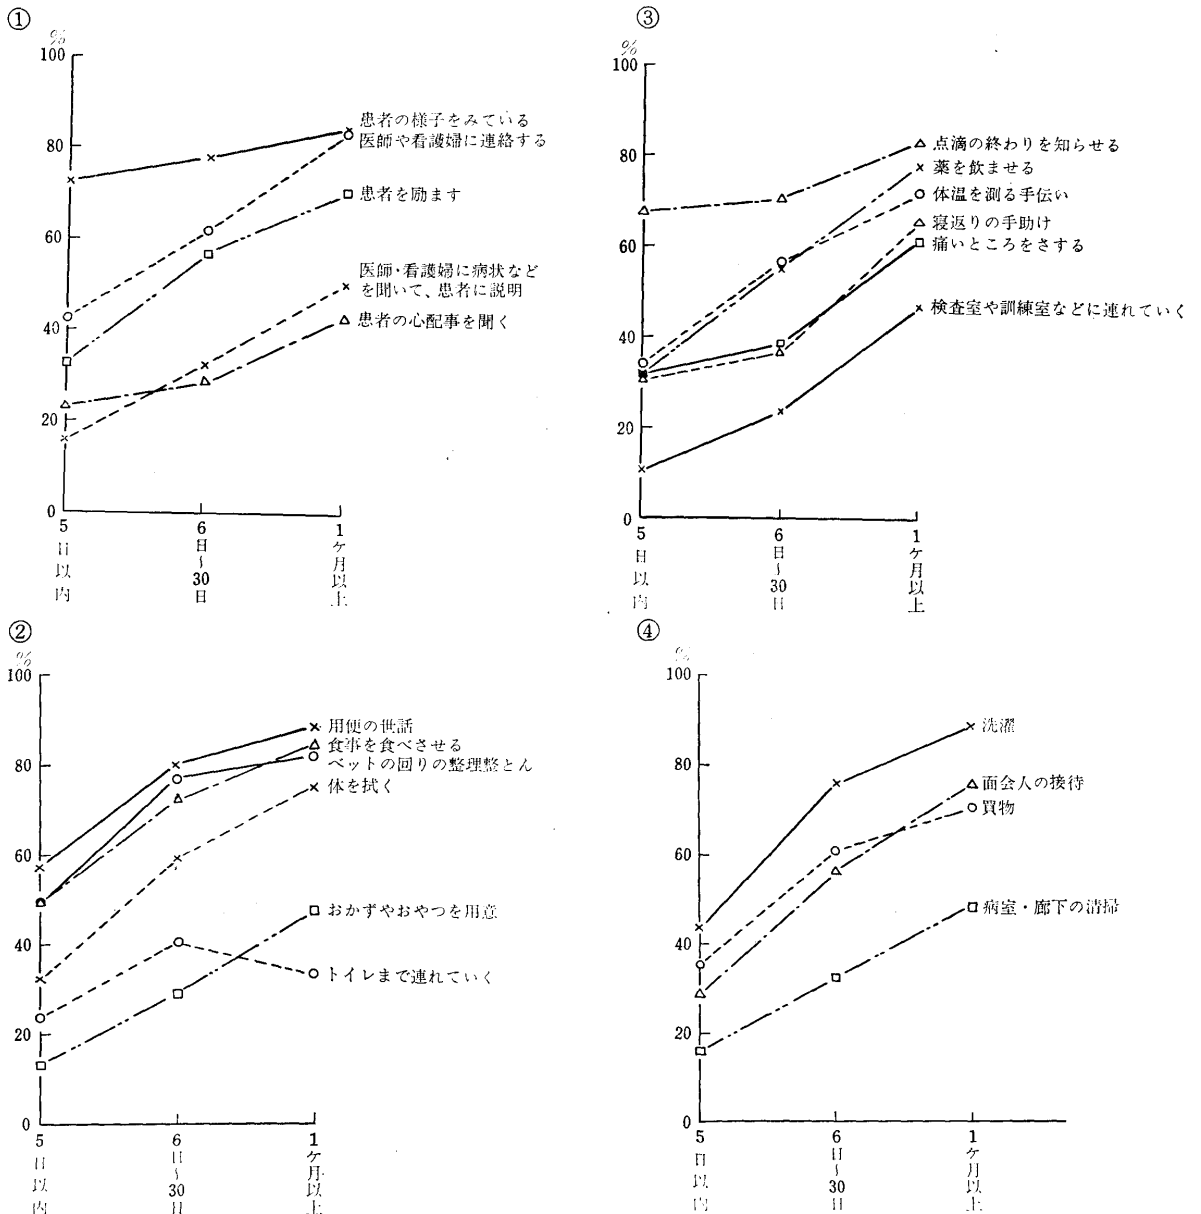 ①
%
100
80
60
40
20
0
患者の様子をみている
医師や看護婦に連絡する
患者を励ます
医師・看護婦に病状など
を聞いて、患者に説明
患者の心配事を聞く
5日以内
6日〜30日
1ヶ月以上
③
%
100
80
60
40
20
0
点滴の終わりを知らせる
薬を飲ませる
体温を測る手伝い
寝返りの手助け
痛いところをさする
検査室や訓練室などに連れていく
5日以内
6日〜30日
1ヶ月以上
②
%
100
80
60
40
20
0
用便の世話
食事を食べさせる
ベットの回りの整理整とん
体を拭く
おかずやおやつを用意
トイレまで連れていく
5日以内
6日〜30日
1ヶ月以上
④
%
100
80
60
40
20
0
洗濯
面会人の接待
買物
病室・廊下の清掃
5日以内
6日〜30日
1ヶ月以上